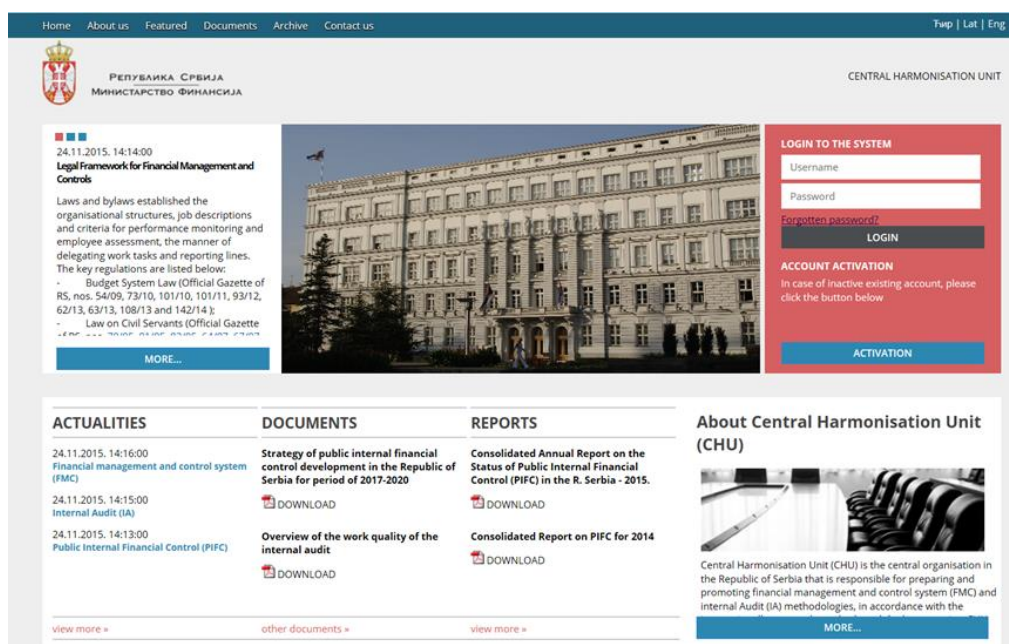 Home About us Featured Documents Archive Contact us
Ћир | Lat | Eng
Република Србија
Министарство Финансија
CENTRAL HARMONISATION UNIT
24.11.2015. 14:14:00
Legal Framework for Financial Management and
Controls
Laws and bylaws established the
organisational structures, job descriptions
and criteria for performance monitoring and
employee assessment, the manner of
delegating work tasks and reporting lines.
The key regulations are listed below:
- Budget System Law (Official Gazette of
RS, nos. 54/09, 73/10, 101/10, 101/11, 93/12,
62/13, 63/13, 108/13 and 142/14 );
- Law on Civil Servants (Official Gazette
MORE...
LOGIN TO THE SYSTEM
Username
Password
Forgotten password?
LOGIN
ACCOUNT ACTIVATION
In case of inactive existing account, please
click the button below
ACTIVATION
ACTUALITIES
24.11.2015. 14:16:00
Financial management and control system
(FMC)
24.11.2015. 14:15:00
Internal Audit (IA)
24.11.2015. 14:13:00
Public Internal Financial Control (PIFC)
view more »
DOCUMENTS
Strategy of public internal financial
control development in the Republic of
Serbia for period of 2017-2020
DOWNLOAD
Overview of the work quality of the
internal audit
DOWNLOAD
other documents »
REPORTS
Consolidated Annual Report on the
Status of Public Internal Financial
Control (PIFC) in the R. Serbia - 2015.
DOWNLOAD
Consolidated Report on PIFC for 2014
DOWNLOAD
view more »
About Central Harmonisation Unit
(CHU)
Central Harmonisation Unit (CHU) is the central organisation in
the Republic of Serbia that is responsible for preparing and
promoting financial management and control system (FMC) and
internal Audit (IA) methodologies, in accordance with the
MORE...